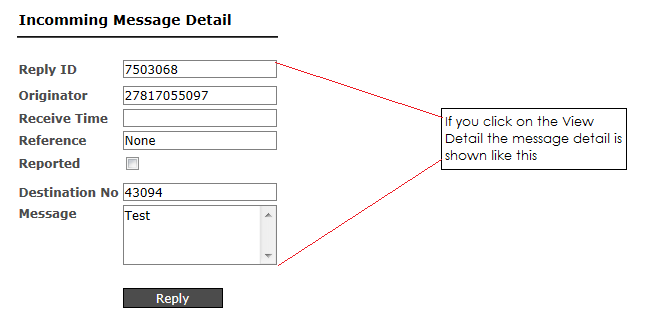 Incomming Message Detail
Reply ID 7503068
Originator 27817055097
Receive Time
Reference None
Reported
Destination No 43094
Message Test
Reply
If you click on the View
Detail the message detail is
shown like this